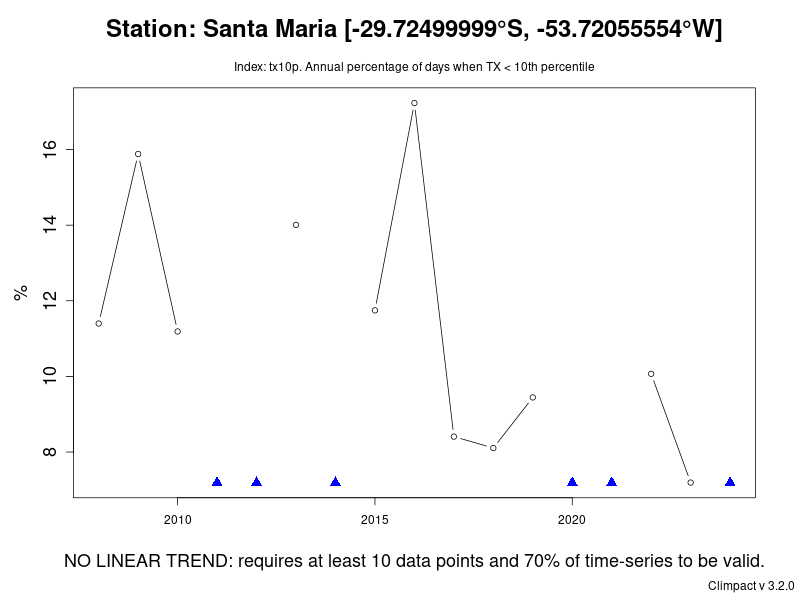 Station: Santa Maria [-29.72499999°S, -53.72055554°W]
Index: tx10p. Annual percentage of days when TX < 10th percentile
16
14
12
10
8
%
2010 2015 2020
NO LINEAR TREND: requires at least 10 data points and 70% of time-series to be valid.
Climpact v 3.2.0